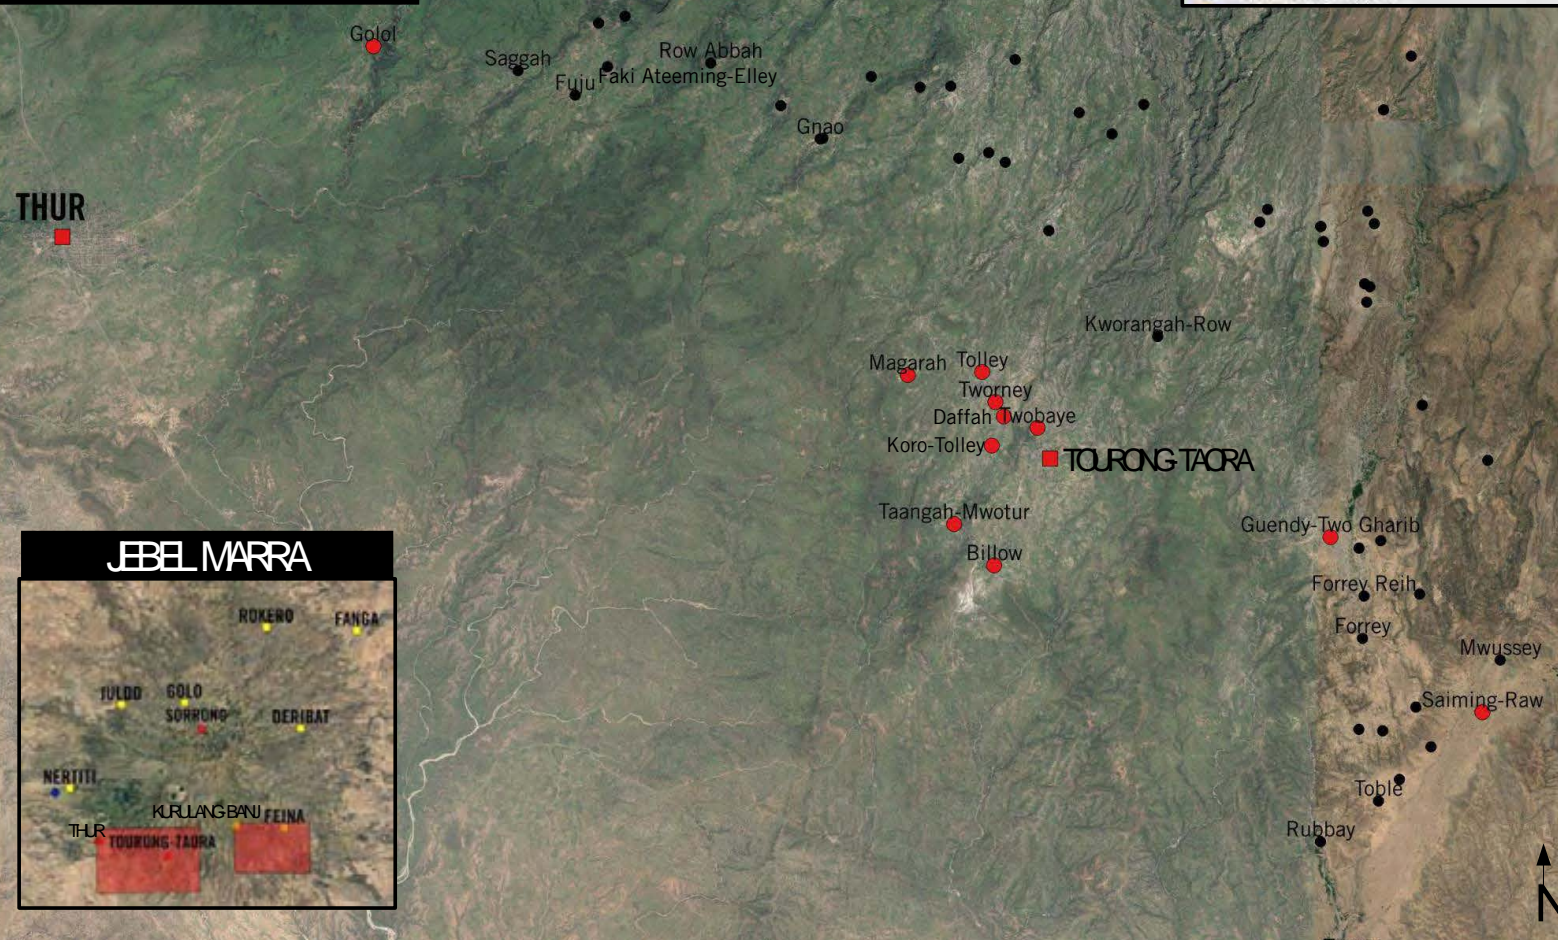 Golol
Saggah
Row Abbah
Fuju
Faki Ateeming-Elley
Gnao
THUR
Kworangah-Row
Magarah
Tolley
Tworney
Daffah
Twobaye
Koro-Tolley
TOURONG-TAORA
Taangah-Mwotur
Guendy-Two Gharib
Billow
Forrey Reih
Forrey
Mwussey
Saiming-Raw
Toble
Rubbay
N
JEBEL MARRA
ROKERO
FANGA
JULDO
GOLO
SORRONG
DERIBAT
NERTITI
KURULANG BANJ
FEINA
THUR
TOURONG-TAORA